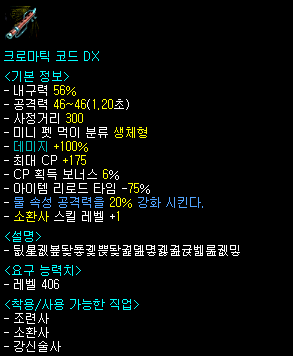 크로마틱 코드 DX
<기본 정보>
- 내구력 56%
- 공격력 46~46(1.20초)
- 사정거리 300
- 미니 펫 먹이 분류 생체형
- 데미지 +100%
- 최대 CP +175
- CP 획득 보너스 6%
- 아이템 리로드 타임 -75%
- 물 속성 공격력을 20% 강화 시킨다.
- 소환사 스킬 레벨 +1
<설명>
<요구 능력치>
- 레벨 406
<착용/사용 가능한 직업>
- 조련사
- 소환사
- 강신술사